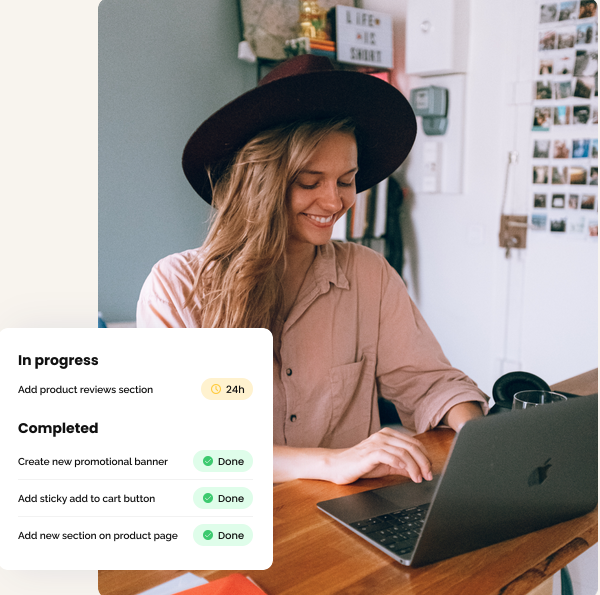 LIFE
IS
SHORT
In progress
Add product reviews section
24h
Completed
Create new promotional banner
Done
Add sticky add to cart button
Done
Add new section on product page
Done